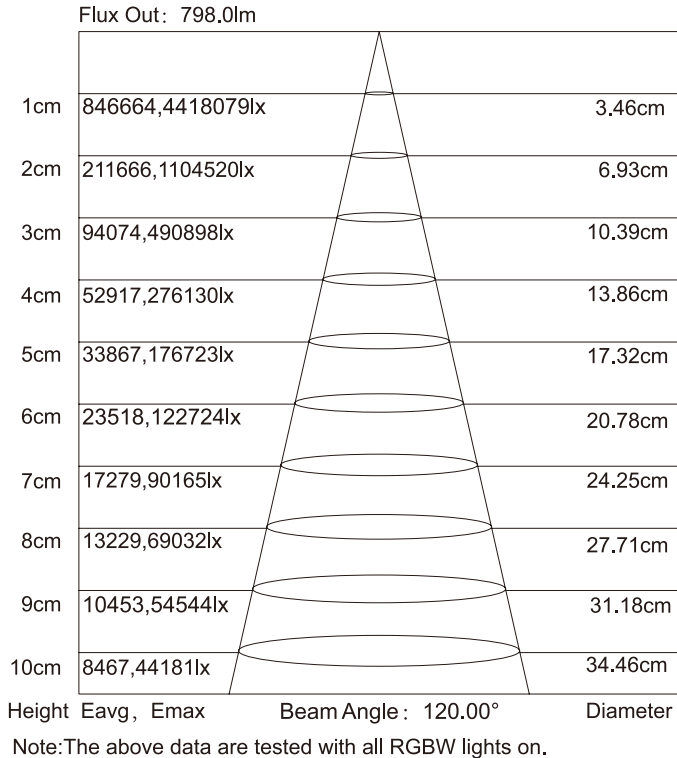 Flux Out: 798.0lm
1cm 846664,4418079lx 3.46cm
2cm 211666,1104520lx 6.93cm
3cm 94074,490898lx 10.39cm
4cm 52917,276130lx 13.86cm
5cm 33867,176723lx 17.32cm
6cm 23518,122724lx 20.78cm
7cm 17279,90165lx 24.25cm
8cm 13229,69032lx 27.71cm
9cm 10453,54544lx 31.18cm
10cm 8467,44181lx 34.46cm
Height Eavg, Emax Beam Angle: 120.00° Diameter
Note:The above data are tested with all RGBW lights on.